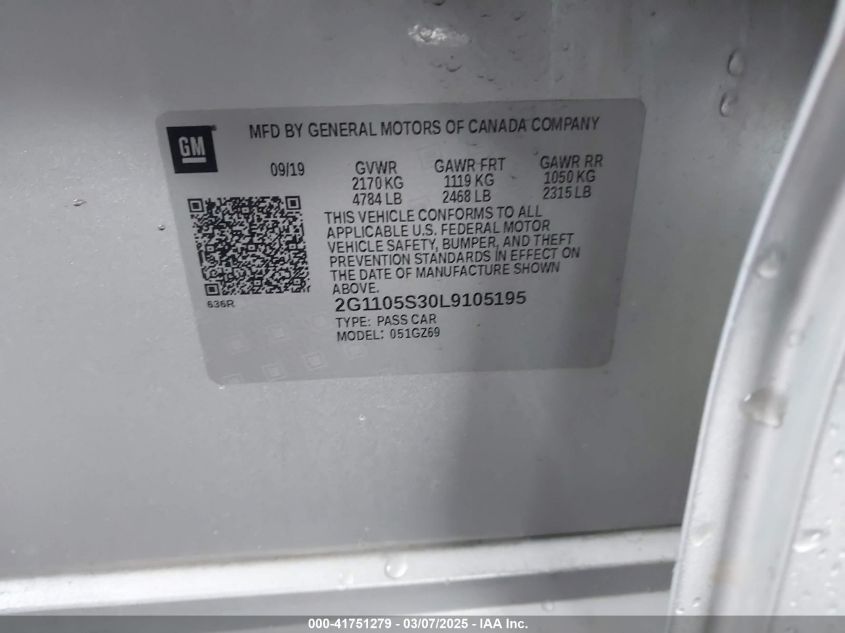 GM
MFD BY GENERAL MOTORS OF CANADA COMPANY
09/19 GVWR GAWR FRT GAWR RR
2170 KG 1119 KG 1050 KG
4784 LB 2468 LB 2315 LB
THIS VEHICLE CONFORMS TO ALL
APPLICABLE U.S. FEDERAL MOTOR
VEHICLE SAFETY, BUMPER, AND THEFT
PREVENTION STANDARDS IN EFFECT ON
THE DATE OF MANUFACTURE SHOWN
ABOVE.
636R
2G1105S30L9105195
TYPE: PASS CAR
MODEL: 051GZ69
000-41751279 - 03/07/2025 - IAA Inc.